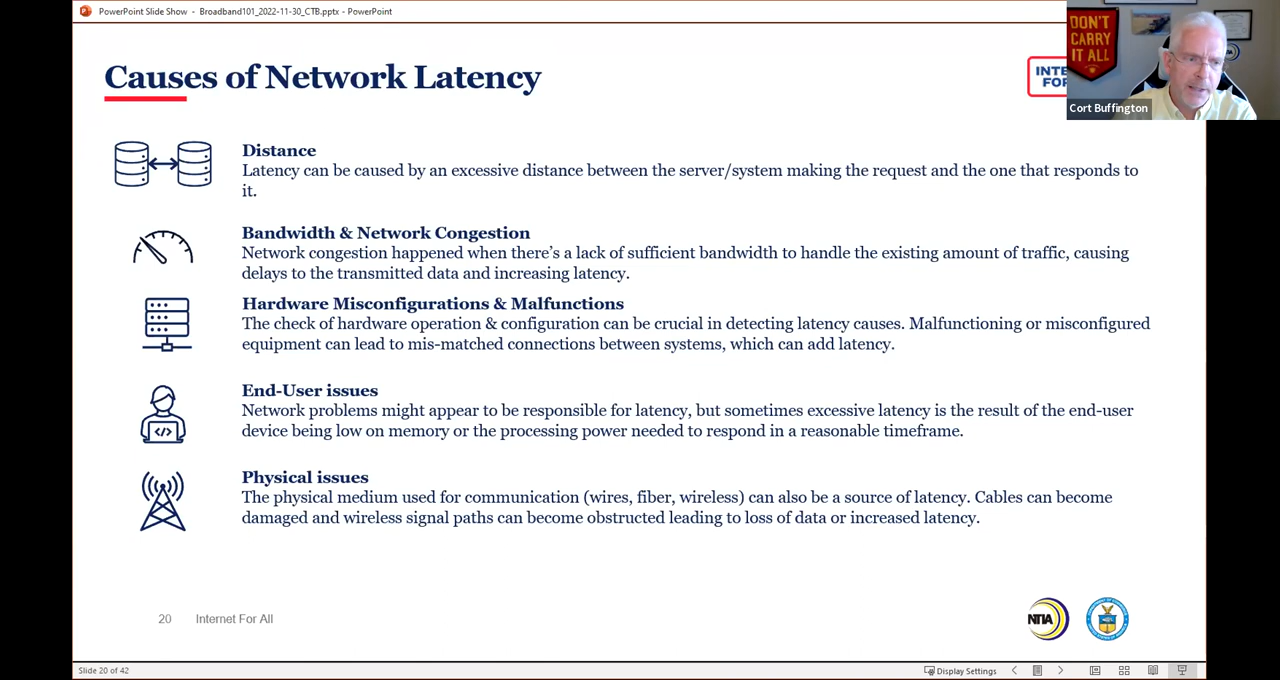 PowerPoint Slide Show - Broadband101_2022-11-30_CTB.pptx - PowerPoint
DON'T
CARRY
IT ALL
Causes of Network Latency
INTE
FOR
Cort Buffington
Distance
Latency can be caused by an excessive distance between the server/system making the request and the one that responds to
it.
Bandwidth & Network Congestion
Network congestion happened when there's a lack of sufficient bandwidth to handle the existing amount of traffic, causing
delays to the transmitted data and increasing latency.
Hardware Misconfigurations & Malfunctions
The check of hardware operation & configuration can be crucial in detecting latency causes. Malfunctioning or misconfigured
equipment can lead to mis-matched connections between systems, which can add latency.
End-User issues
Network problems might appear to be responsible for latency, but sometimes excessive latency is the result of the end-user
device being low on memory or the processing power needed to respond in a reasonable timeframe.
Physical issues
The physical medium used for communication (wires, fiber, wireless) can also be a source of latency. Cables can become
damaged and wireless signal paths can become obstructed leading to loss of data or increased latency.
20 Internet For All
NTIA
Slide 20 of 42
Display Settings